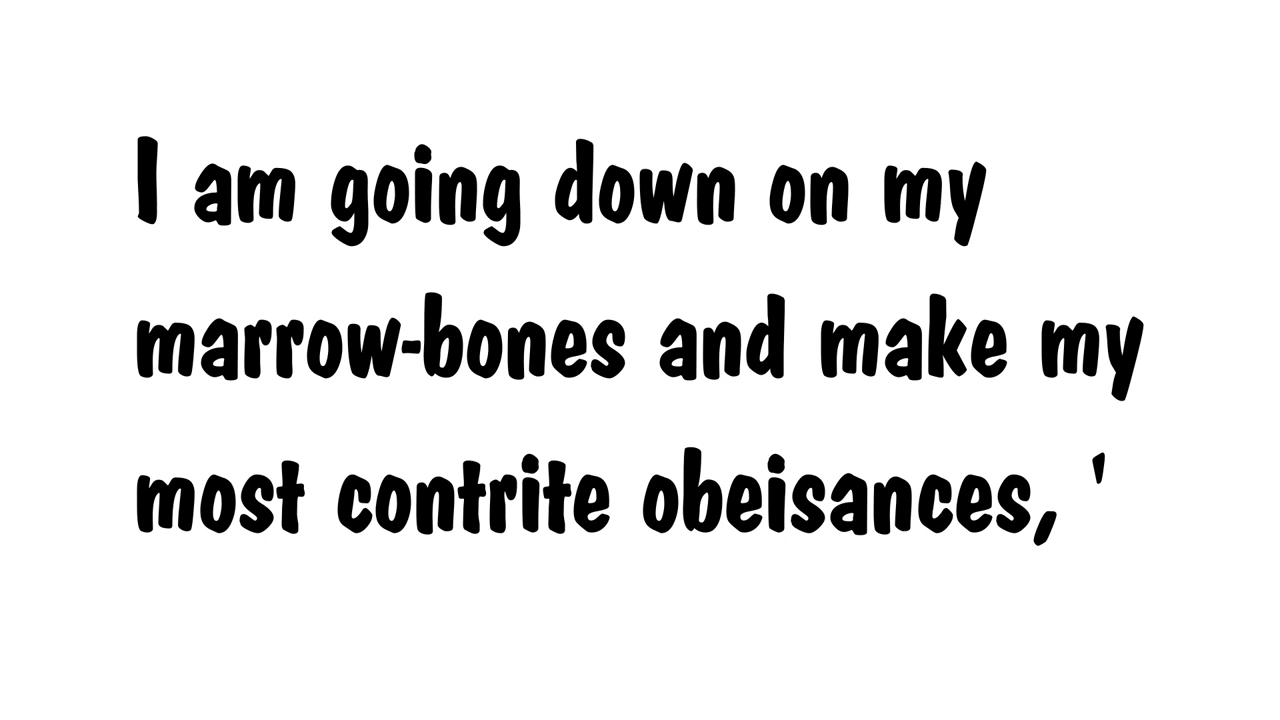 I am going down on my
marrow-bones and make my
most contrite obeisances, '